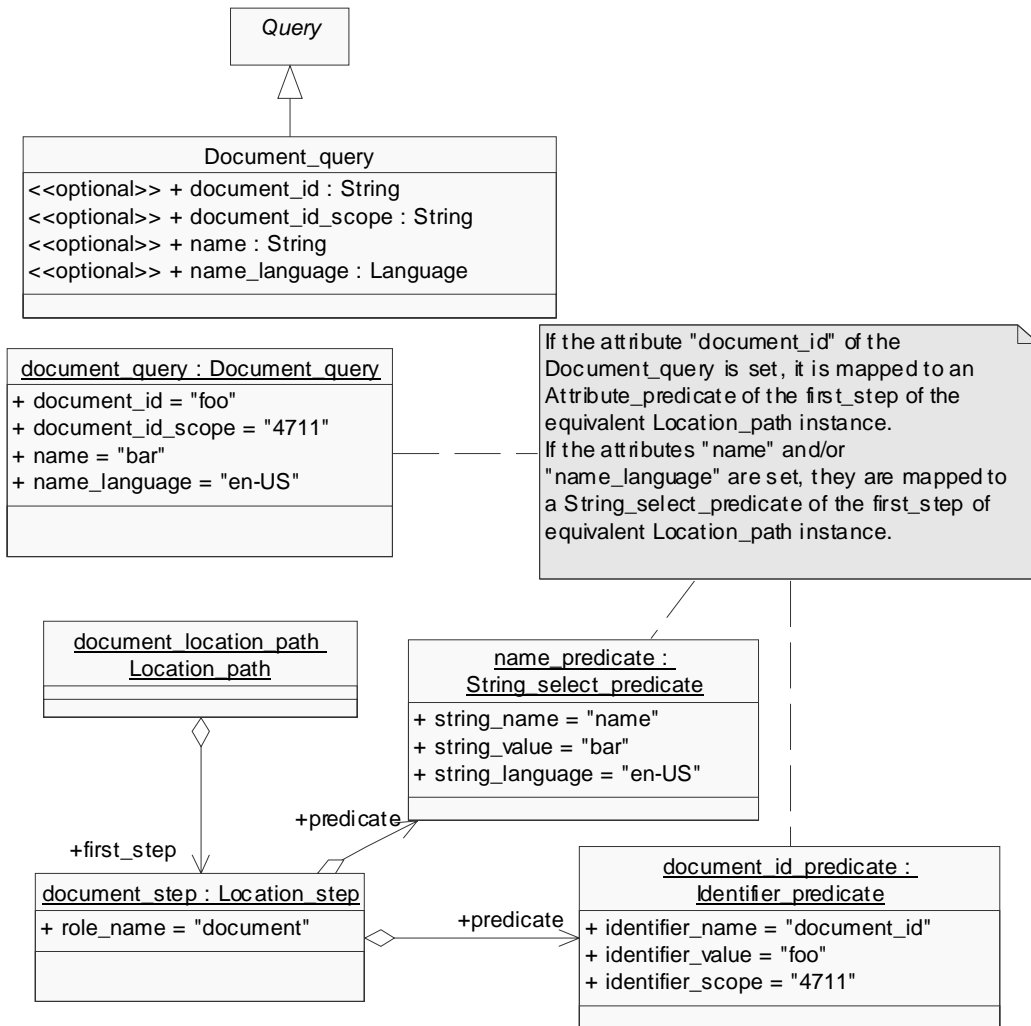 Query
Document_query
<<optional>> + document_id : String
<<optional>> + document_id_scope : String
<<optional>> + name : String
<<optional>> + name_language : Language
document_query : Document_query
+ document_id = "foo"
+ document_id_scope = "4711"
+ name = "bar"
+ name_language = "en-US"
If the attribute "document_id" of the
Document_query is set, it is mapped to an
Attribute_predicate of the first_step of the
equivalent Location_path instance.
If the attributes "name" and/or
"name_language" are set, they are mapped to
a String_select_predicate of the first_step of
equivalent Location_path instance.
document_location_path
Location_path
name_predicate :
String_select_predicate
+ string_name = "name"
+ string_value = "bar"
+ string_language = "en-US"
+predicate
+first_step
document_step : Location_step
+ role_name = "document"
+predicate
document_id_predicate :
Identifier_predicate
+ identifier_name = "document_id"
+ identifier_value = "foo"
+ identifier_scope = "4711"